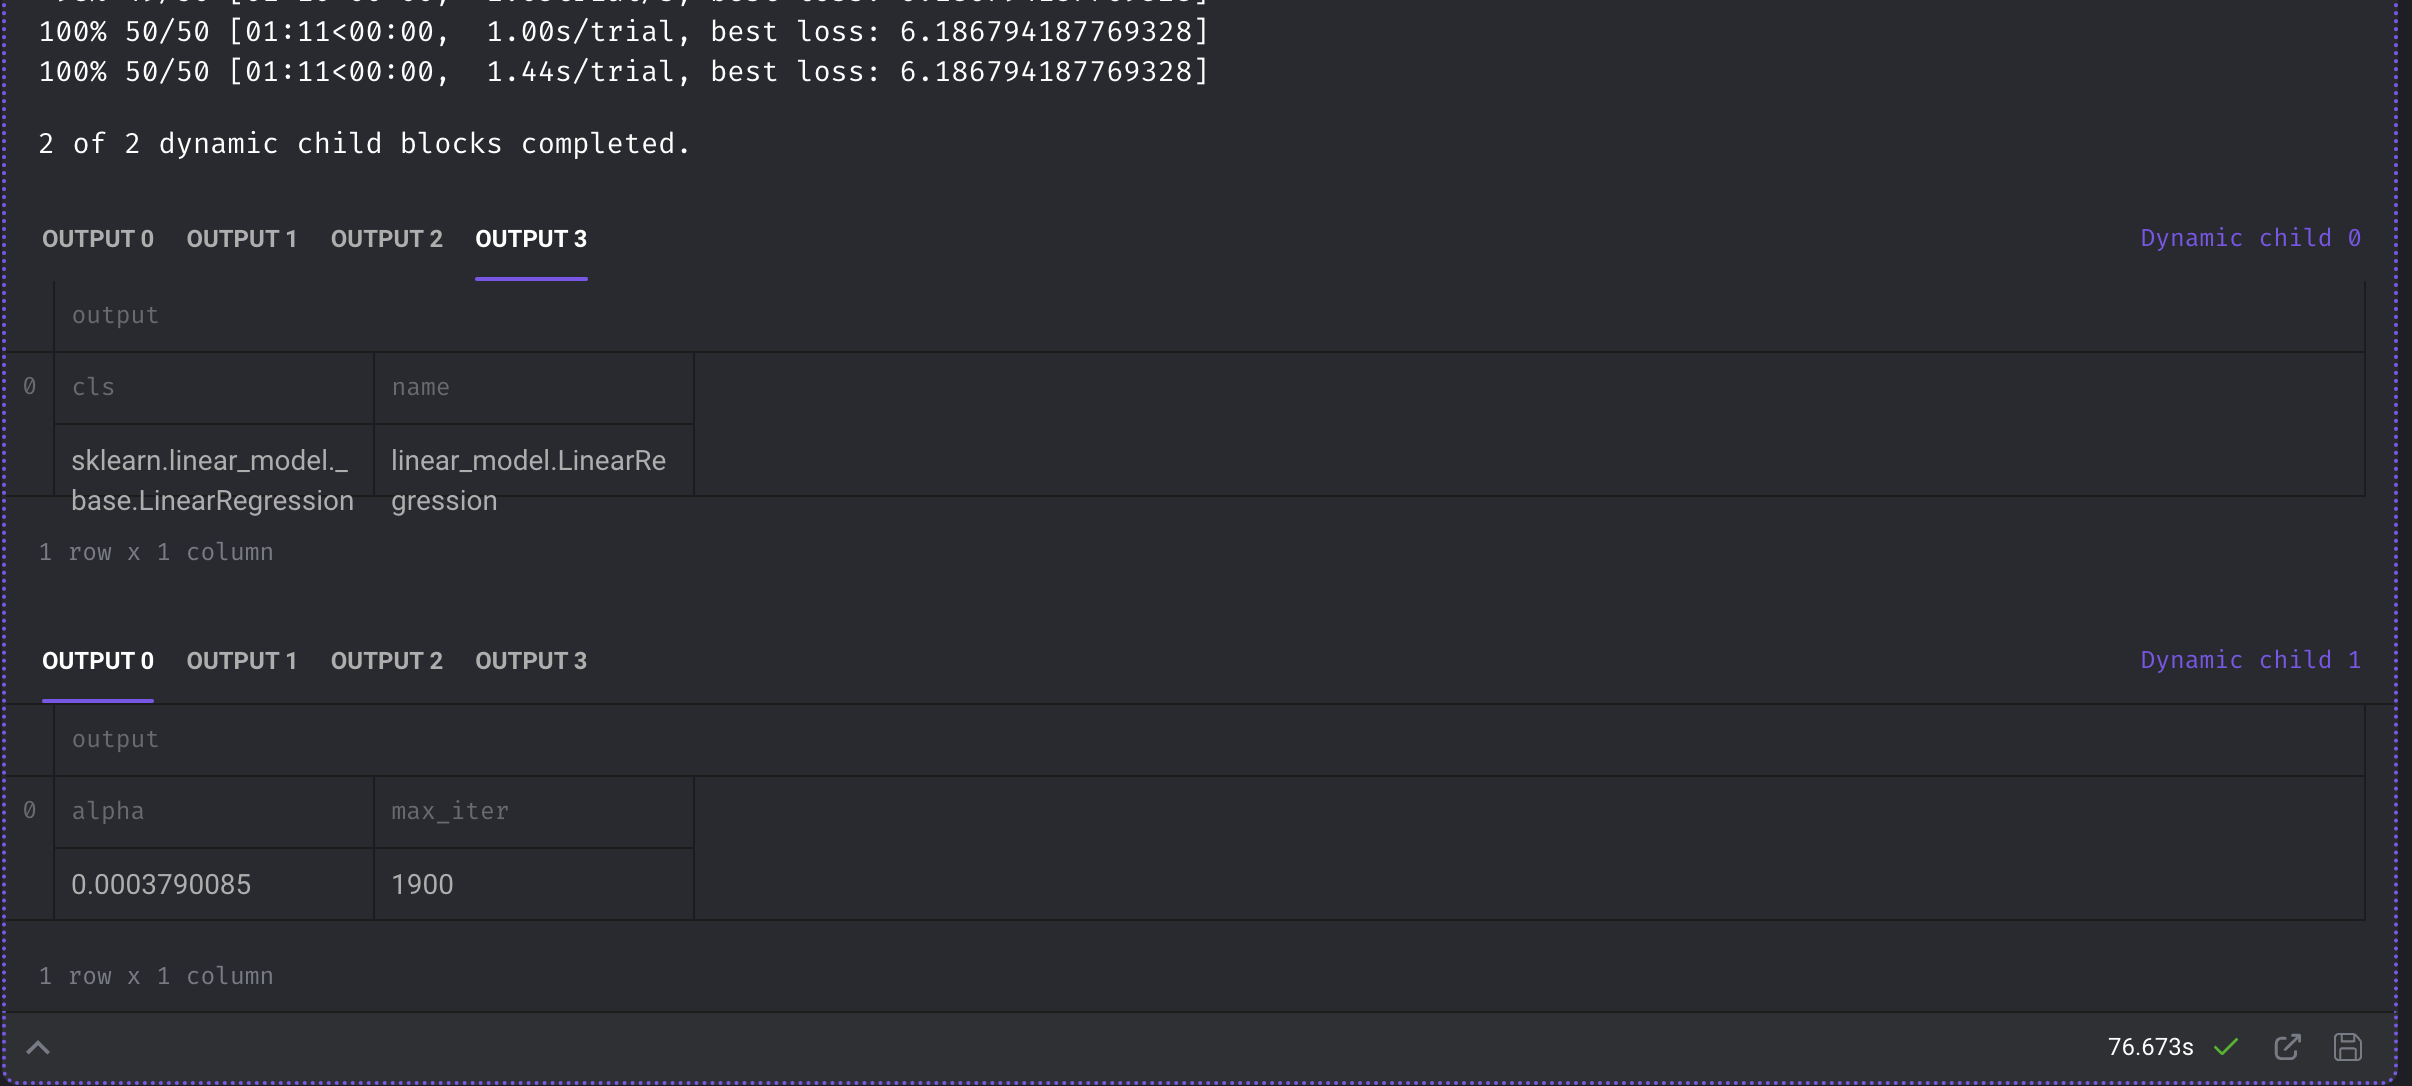 100% 50/50 [01:11<00:00,  1.00s/trial, best loss: 6.186794187769328]
100% 50/50 [01:11<00:00,  1.44s/trial, best loss: 6.186794187769328]
2 of 2 dynamic child blocks completed.
OUTPUT 0 OUTPUT 1 OUTPUT 2 OUTPUT 3 Dynamic child 0
output
0 cls name
sklearn.linear_model._ linear_model.LinearRe
base.LinearRegression gression
1 row x 1 column
OUTPUT 0 OUTPUT 1 OUTPUT 2 OUTPUT 3 Dynamic child 1
output
0 alpha max_iter
0.0003790085 1900
1 row x 1 column
76.673s